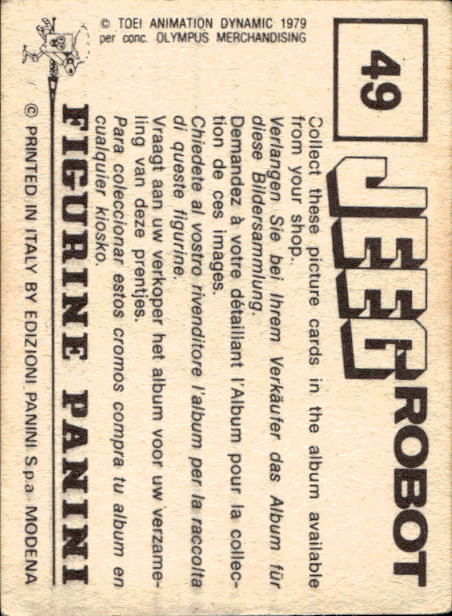 © TOEI ANIMATION DYNAMIC 1979
per conc. OLYMPUS MERCHANDISING
49
JEEG ROBOT
Collect these picture cards in the album available
from your shop.
Verlangen Sie bei Ihrem Verkäufer das Album für
diese Bildersammlung.
Demandez à votre détaillant l'Album pour la collec-
tion de ces images.
Chiedete al vostro rivenditore l'album per la raccolta
di queste figurine.
Vraagt aan uw verkoper het album voor uw verzame-
ling van deze prentjes.
Para coleccionar estos cromos compra tu album en
cualquier kiosko.
FIGURINE PANINI
© PRINTED IN ITALY BY EDIZIONI PANINI S.p.a. MODENA